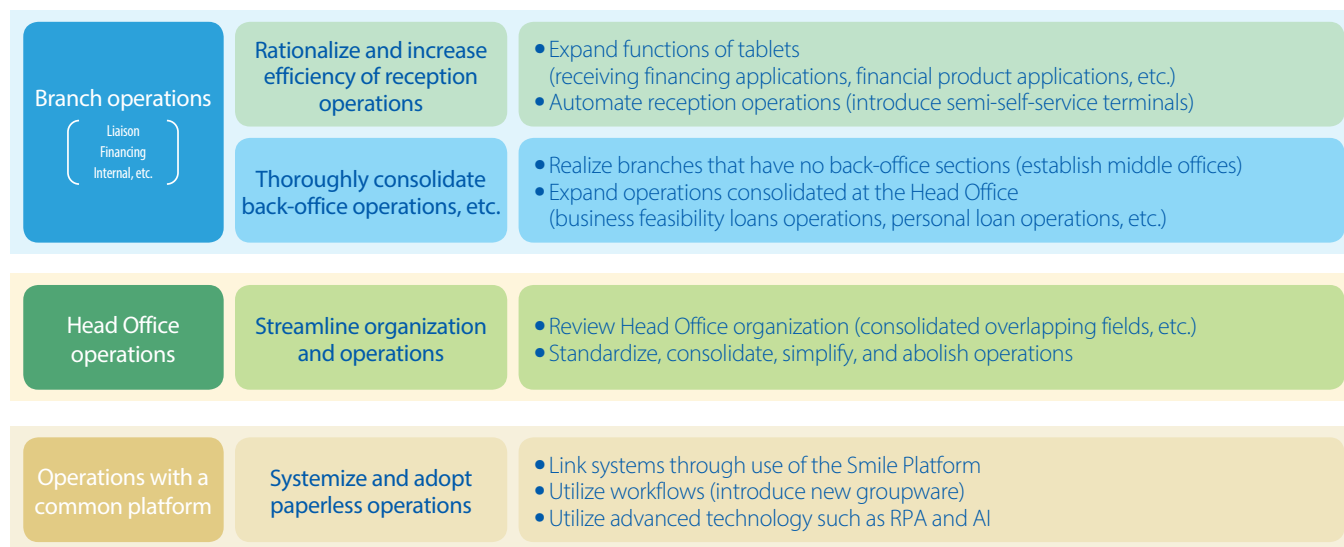 Branch operations
Liaison
Financing
Internal, etc.
Rationalize and increase
efficiency of reception
operations
● Expand functions of tablets
(receiving financing applications, financial product applications, etc.)
● Automate reception operations (introduce semi-self-service terminals)
Thoroughly consolidate
back-office operations, etc.
● Realize branches that have no back-office sections (establish middle offices)
● Expand operations consolidated at the Head Office
(business feasibility loans operations, personal loan operations, etc.)
Head Office
operations
Streamline organization
and operations
● Review Head Office organization (consolidated overlapping fields, etc.)
● Standardize, consolidate, simplify, and abolish operations
Operations with a
common platform
Systemize and adopt
paperless operations
● Link systems through use of the Smile Platform
● Utilize workflows (introduce new groupware)
● Utilize advanced technology such as RPA and AI